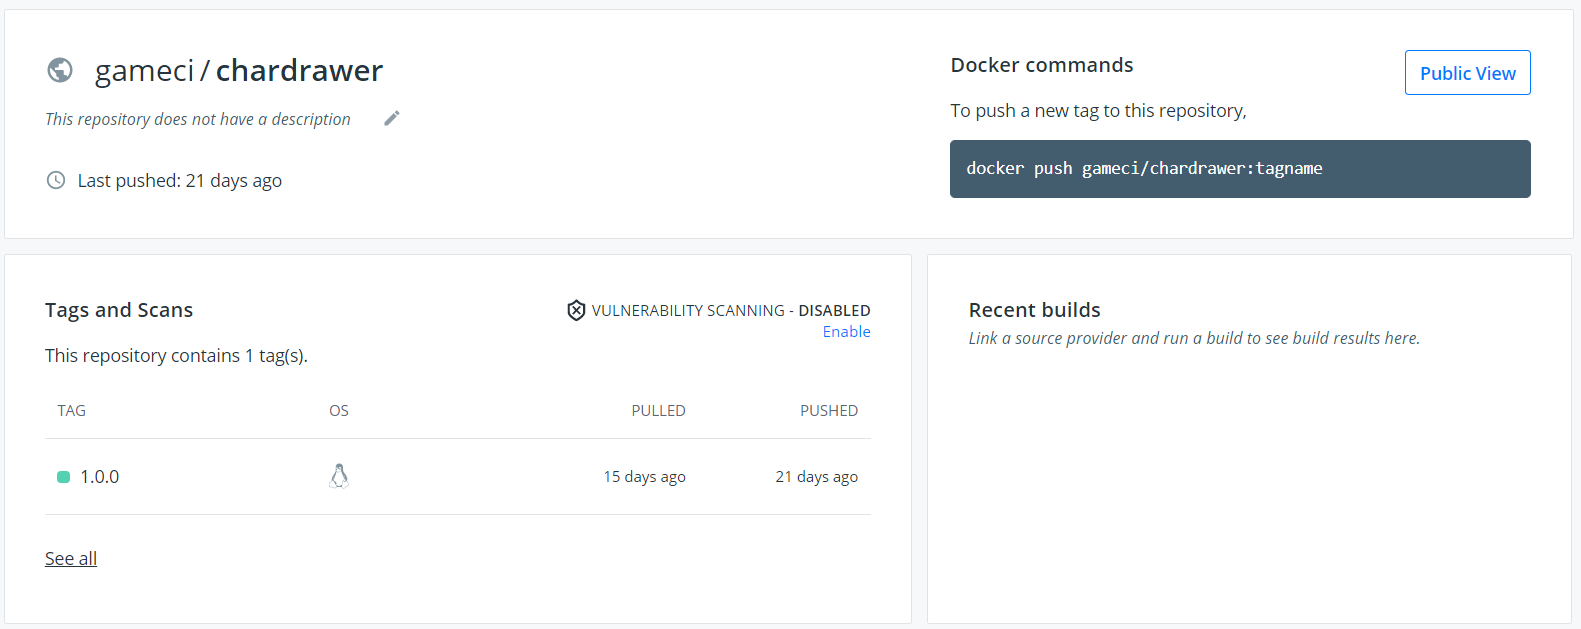 gameci / chardrawer
This repository does not have a description
Last pushed: 21 days ago
Docker commands
Public View
To push a new tag to this repository,
docker push gameci/chardrawer:tagname
Tags and Scans
VULNERABILITY SCANNING - DISABLED
Enable
This repository contains 1 tag(s).
TAG OS PULLED PUSHED
1.0.0 15 days ago 21 days ago
See all
Recent builds
Link a source provider and run a build to see build results here.